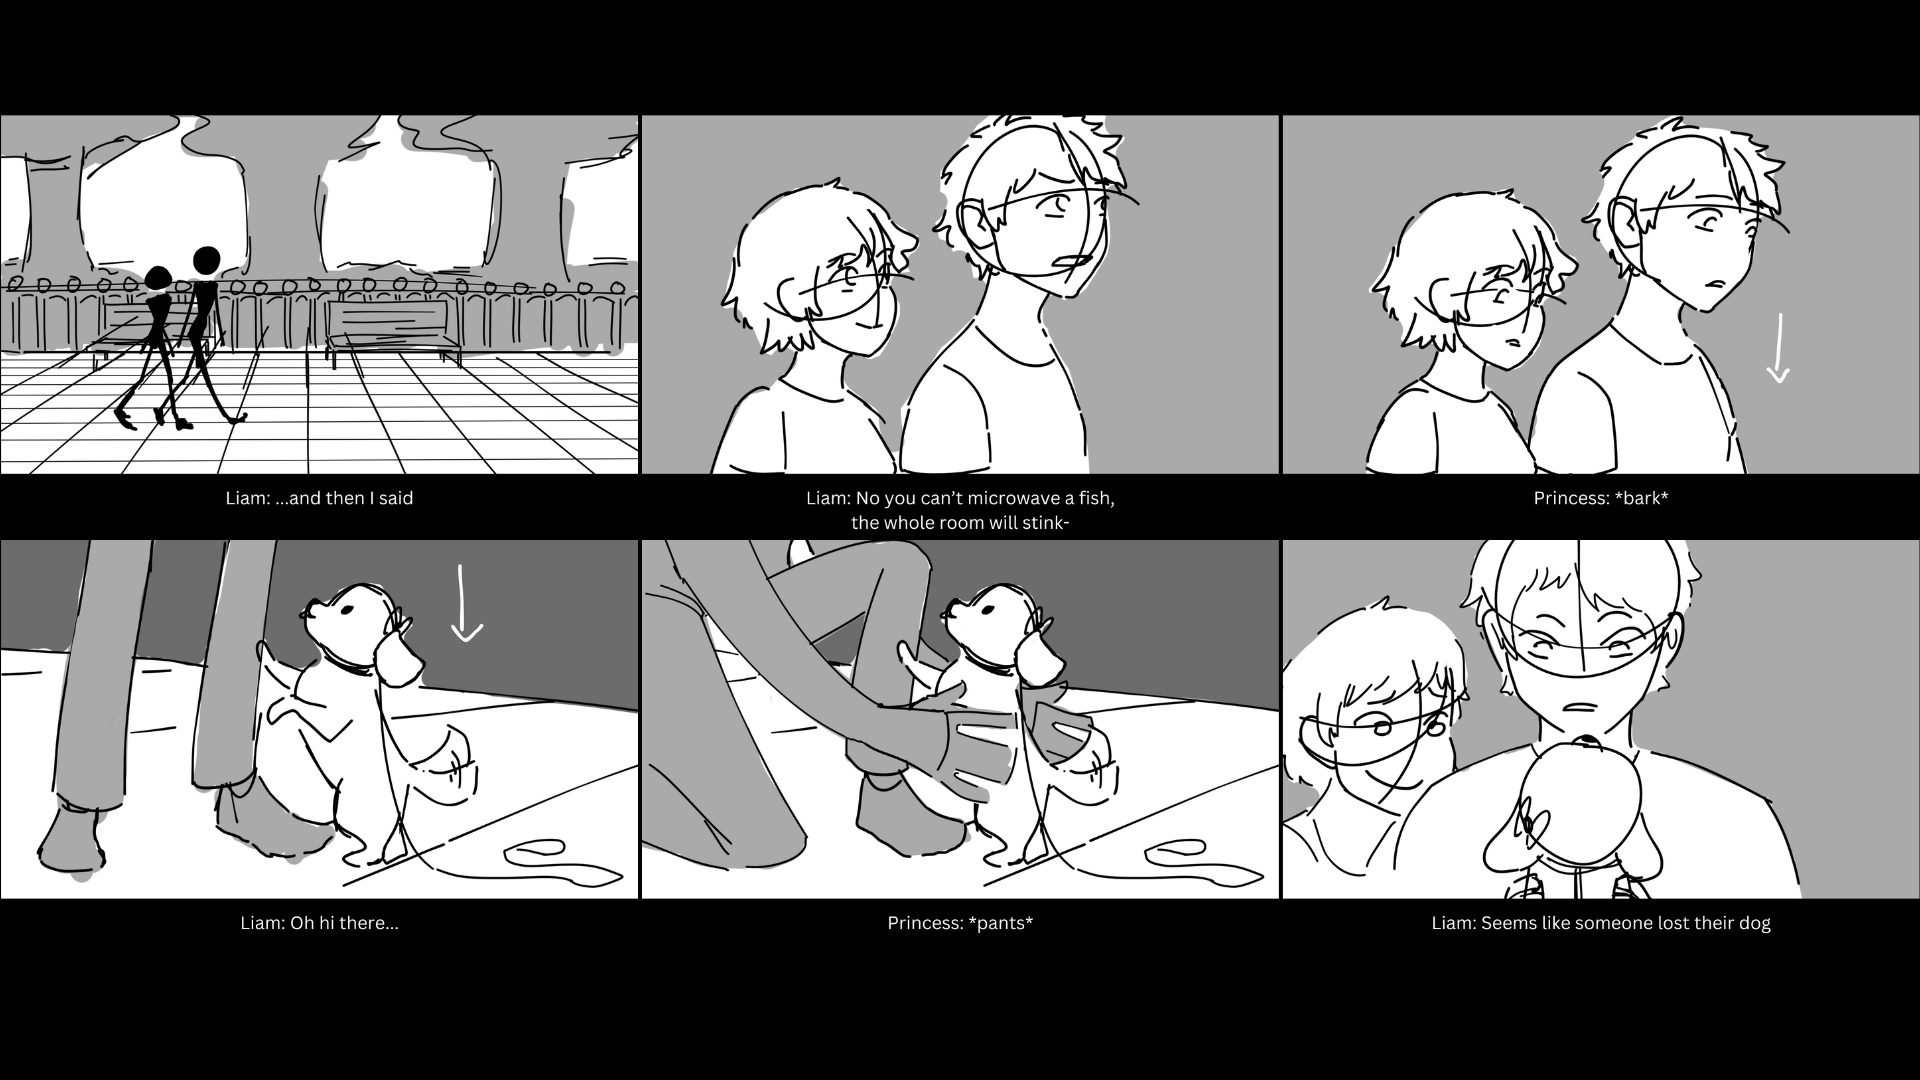 Liam: ...and then I said
Liam: No you can’t microwave a fish,
the whole room will stink-
Princess: *bark*
Liam: Oh hi there...
Princess: *pants*
Liam: Seems like someone lost their dog